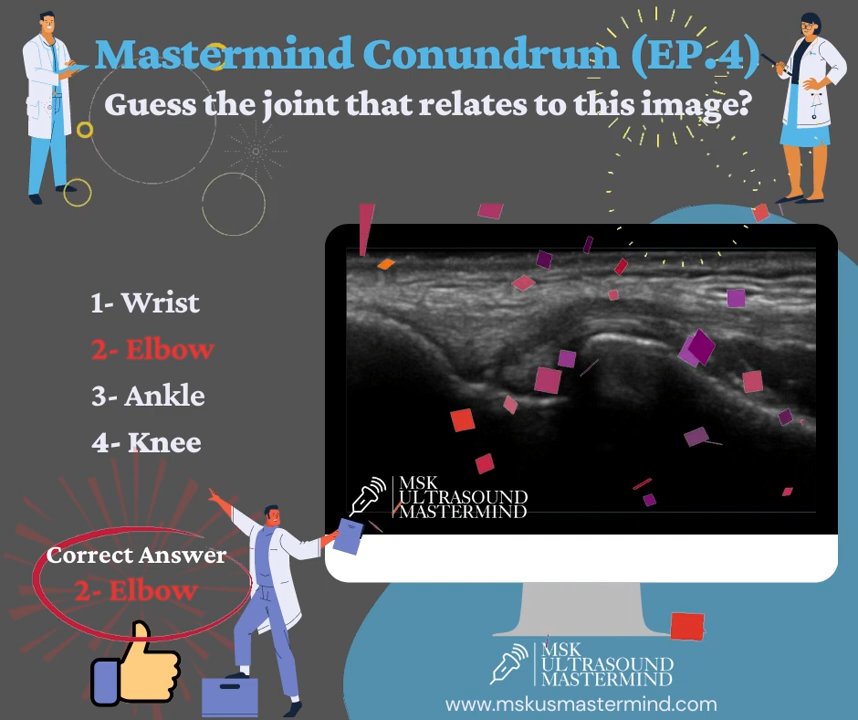 Mastermind Conundrum (EP.4)
Guess the joint that relates to this image?
1- Wrist
2- Elbow
3- Ankle
4- Knee
MSK
ULTRASOUND
MASTERMIND
Correct Answer
2- Elbow
MSK
ULTRASOUND
MASTERMIND
www.mskusmastermind.com